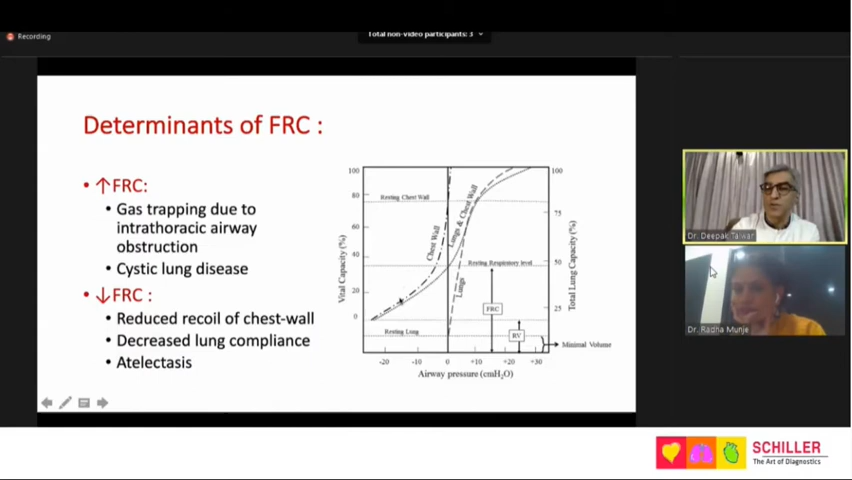 Recording
Total non-video participants: 3
Determinants of FRC :
• ↑FRC:
• Gas trapping due to
intrathoracic airway
obstruction
• Cystic lung disease
• ↓FRC :
• Reduced recoil of chest-wall
• Decreased lung compliance
• Atelectasis
100
80
60
40
20
0
Vital Capacity (%)
Resting Chest Wall
Chest Wall
Lungs & Chest Wall
Lungs
Resting Respiratory level
FRC
RV
Resting Lung
100
75
50
25
Total Lung Capacity (%)
Minimal Volume
-20 -10 0 +10 +20 +30
Airway pressure (cmH₂O)
Dr. Deepak Talwar
Dr. Radha Munje
SCHILLER
The Art of Diagnostics